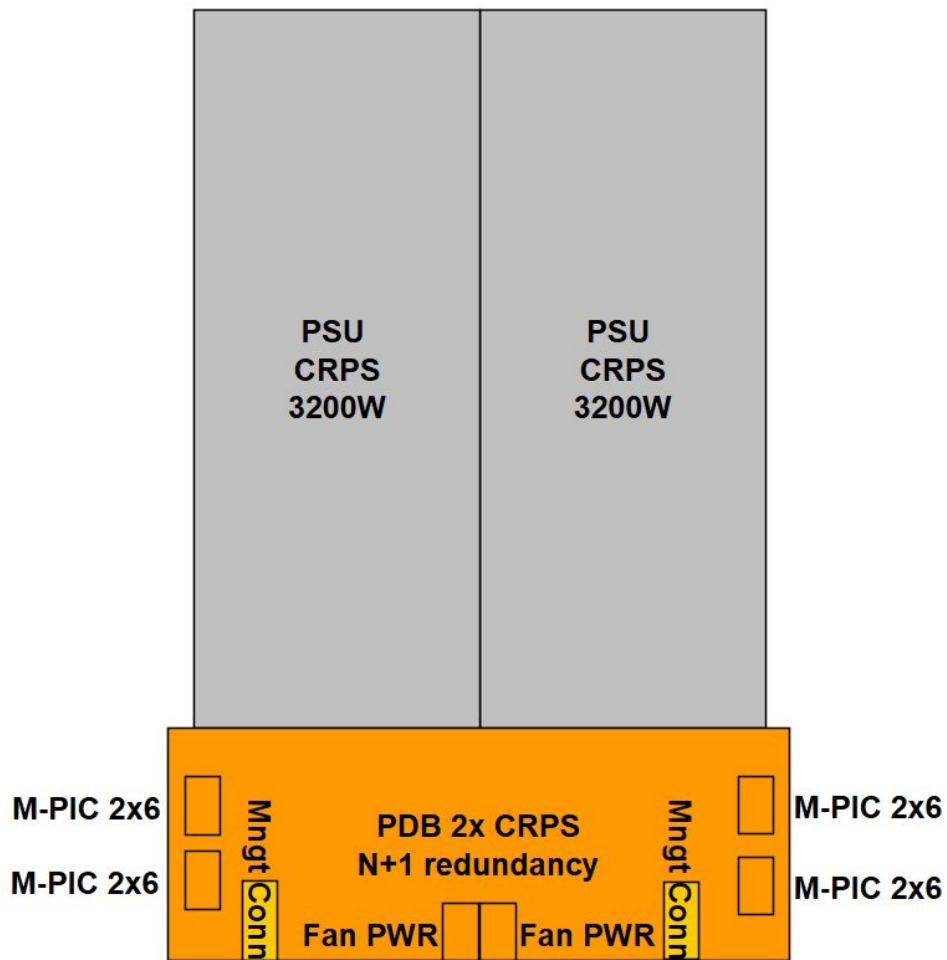 PSU
CRPS
3200W
PSU
CRPS
3200W
M-PIC 2x6
M-PIC 2x6
Mngt Conn
PDB 2x CRPS
N+1 redundancy
Fan PWR
Fan PWR
Mngt Conn
M-PIC 2x6
M-PIC 2x6